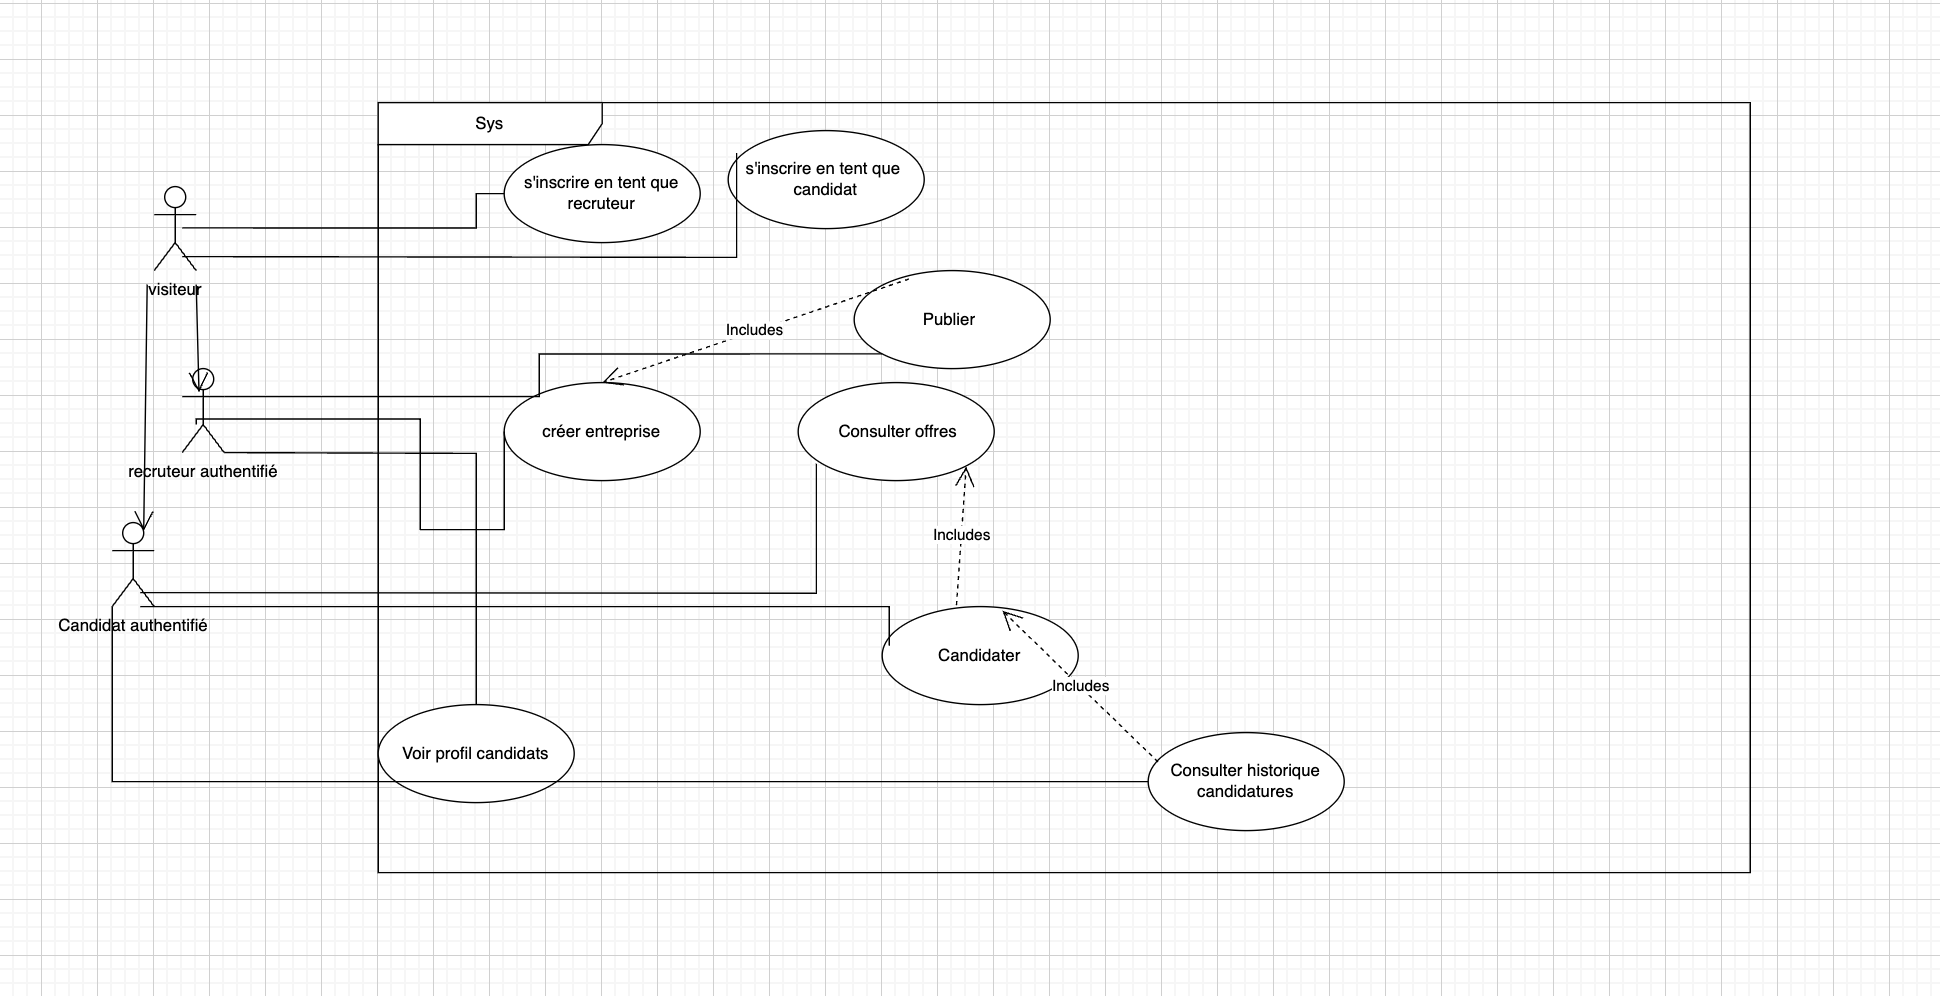 Sys
s'inscrire en tent que
recruteur
s'inscrire en tent que
candidat
visiteur
Publier
Includes
créer entreprise
Consulter offres
recruteur authentifié
Includes
Candidat authentifié
Candidater
Includes
Voir profil candidats
Consulter historique
candidatures